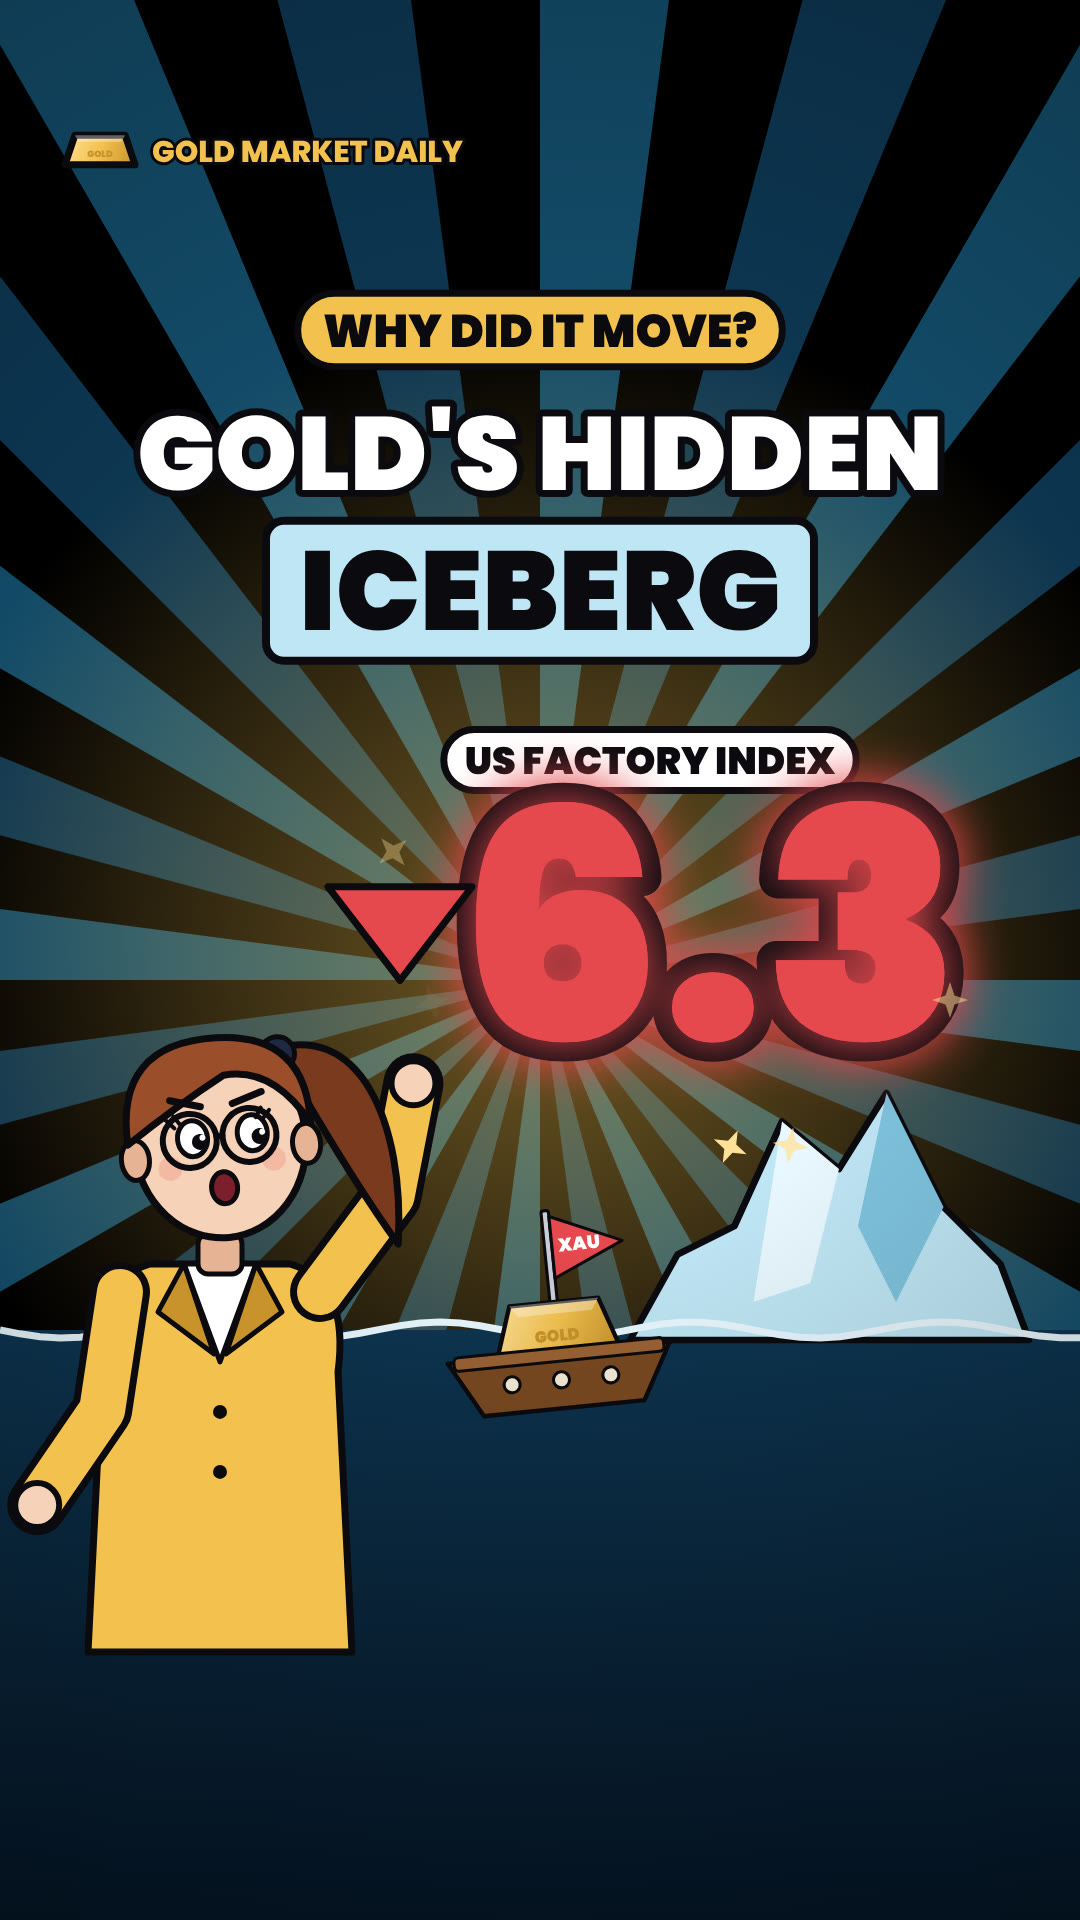 GOLD
GOLD MARKET DAILY
WHY DID IT MOVE?
GOLD'S HIDDEN
ICEBERG
US FACTORY INDEX
6.3
XAU
GOLD